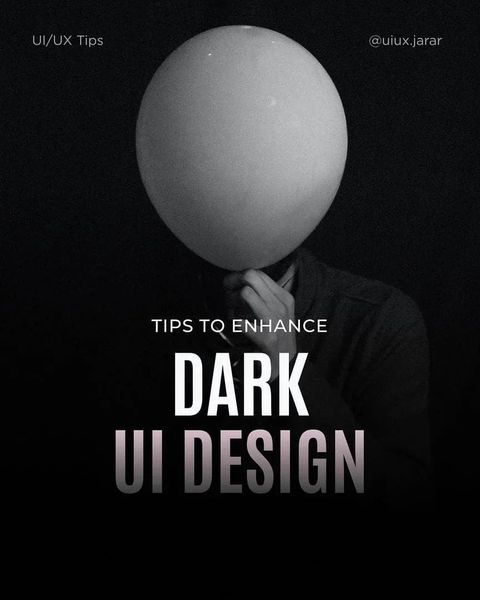 UI/UX Tips
@uiux.jarar
TIPS TO ENHANCE
DARK
UI DESIGN